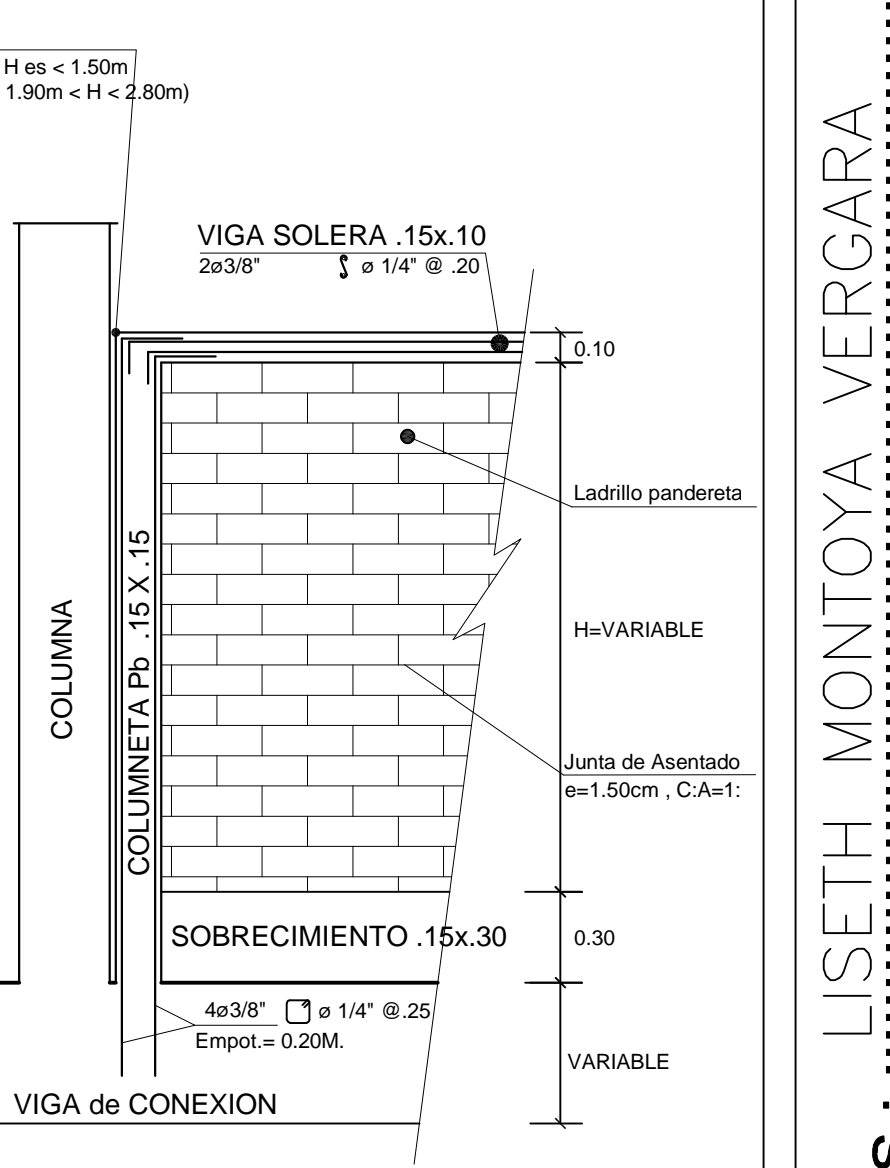 H es < 1.50m
1.90m < H < 2.80m)
VIGA SOLERA .15x.10
2ø3/8" ø 1/4" @ .20
0.10
Ladrillo pandereta
COLUMNA
COLUMNETA Pb .15 X .15
H=VARIABLE
Junta de Asentado
e=1.50cm , C:A=1:
SOBRECIMIENTO .15x.30
0.30
4ø3/8" ø 1/4" @.25
Empot.= 0.20M.
VARIABLE
VIGA de CONEXION
LISETH MONTOYA VERGARA